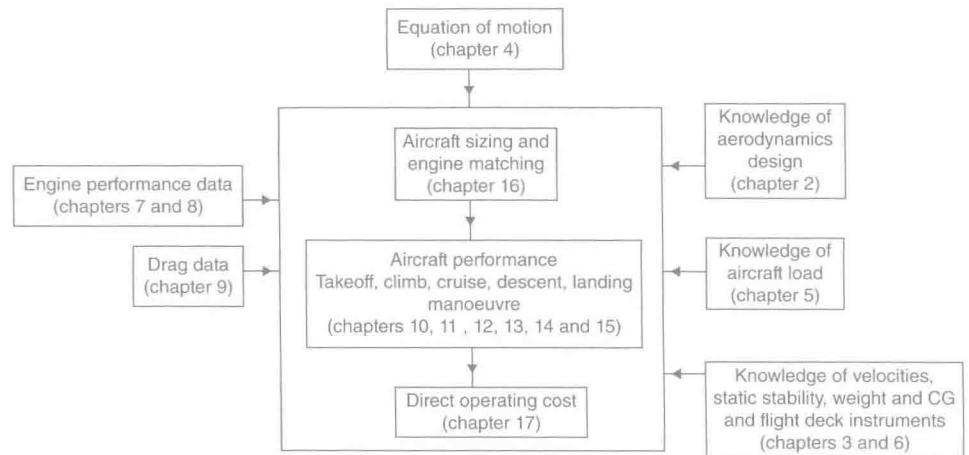 Equation of motion
(chapter 4)
Aircraft sizing and
engine matching
(chapter 16)
Knowledge of
aerodynamics
design
(chapter 2)
Engine performance data
(chapters 7 and 8)
Drag data
(chapter 9)
Aircraft performance
Takeoff, climb, cruise, descent, landing
manoeuvre
(chapters 10, 11 , 12, 13, 14 and 15)
Knowledge of
aircraft load
(chapter 5)
Direct operating cost
(chapter 17)
Knowledge of velocities,
static stability, weight and CG
and flight deck instruments
(chapters 3 and 6)